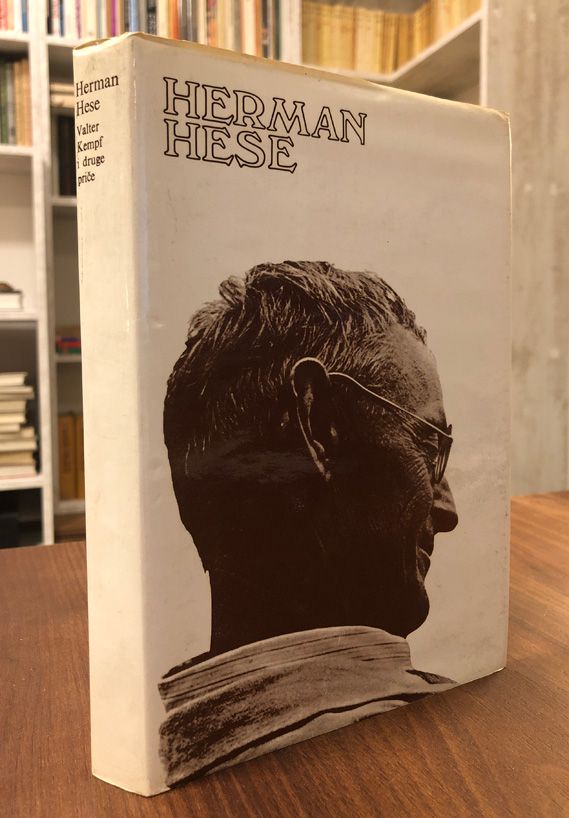 Herman
Hese
Valter
Kempf
i druge
priče
HERMAN
HESE